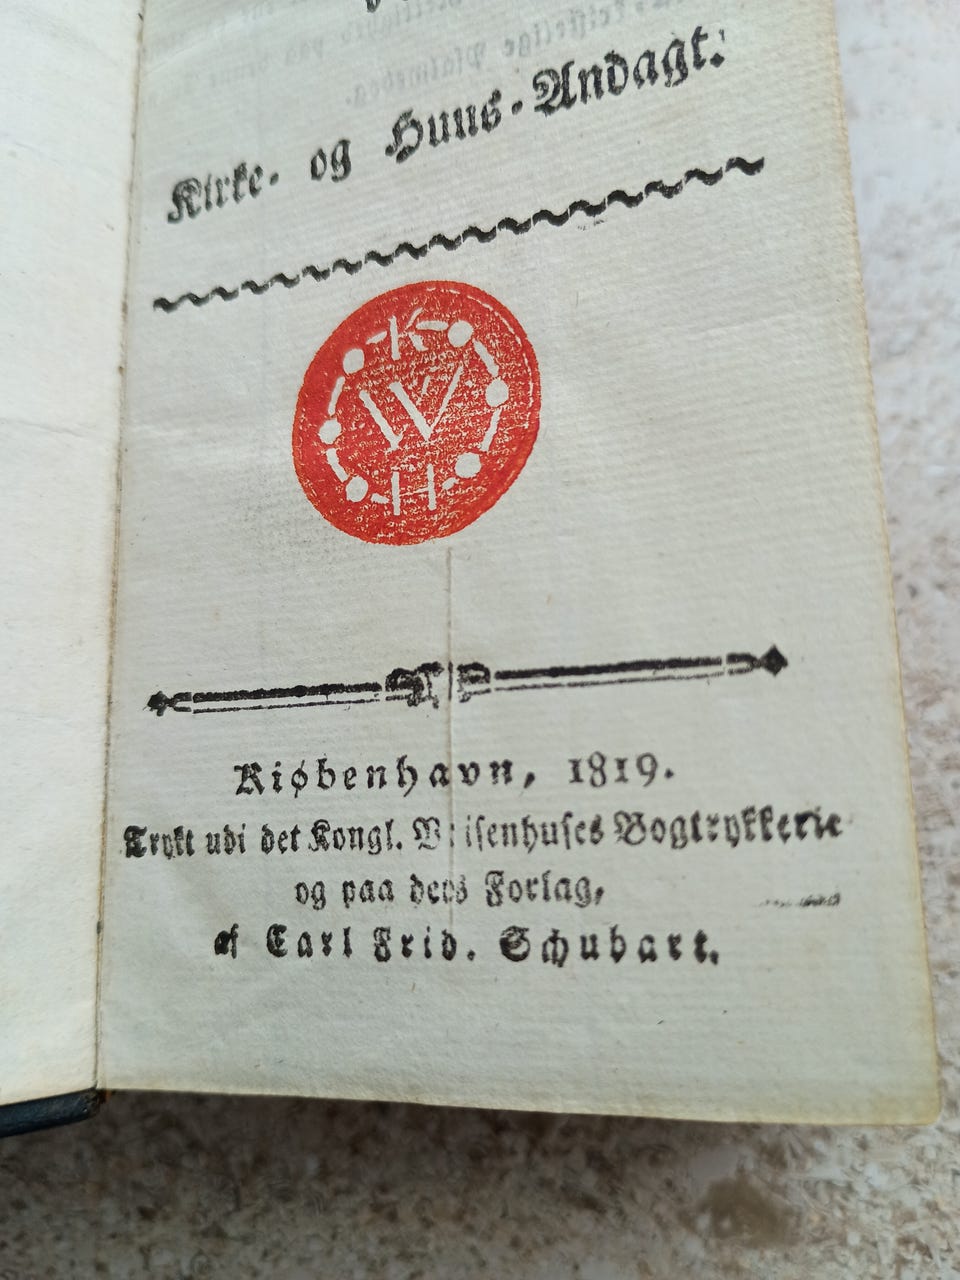 Kirke- og Huus-Andagt.
K
W
H
Kiøbenhavn, 1819.
Trykt udi det Kongl. Vaisenhuses Bogtrykkerie
og paa dets Forlag,
af Carl Frid. Schubart.